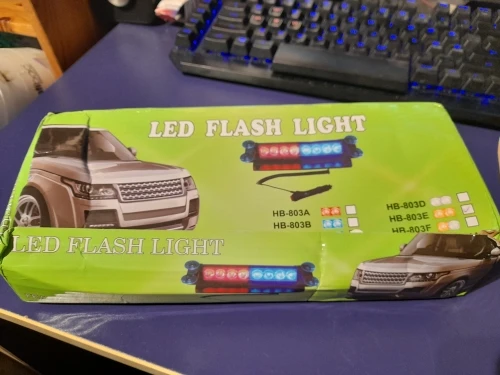 LED FLASH LIGHT
HB-803A
HB-803B
HB-803D
HB-803E
HB-803F
LED FLASH LIGHT